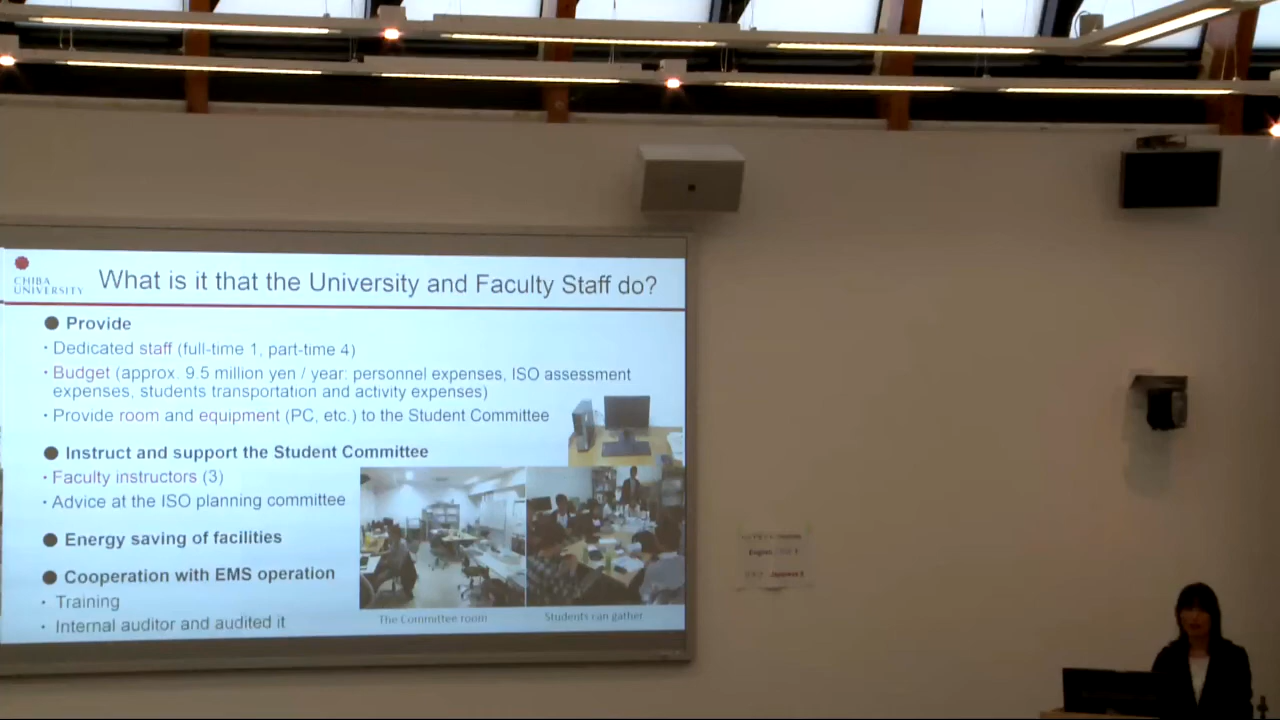 CHIBA
UNIVERSITY
What is it that the University and Faculty Staff do?
● Provide
・Dedicated staff (full-time 1, part-time 4)
・Budget (approx. 9.5 million yen / year: personnel expenses, ISO assessment
expenses, students transportation and activity expenses)
・Provide room and equipment (PC, etc.) to the Student Committee
● Instruct and support the Student Committee
・Faculty instructors (3)
・Advice at the ISO planning committee
● Energy saving of facilities
● Cooperation with EMS operation
・Training
・Internal auditor and audited it
The Committee room
Students can gather
English